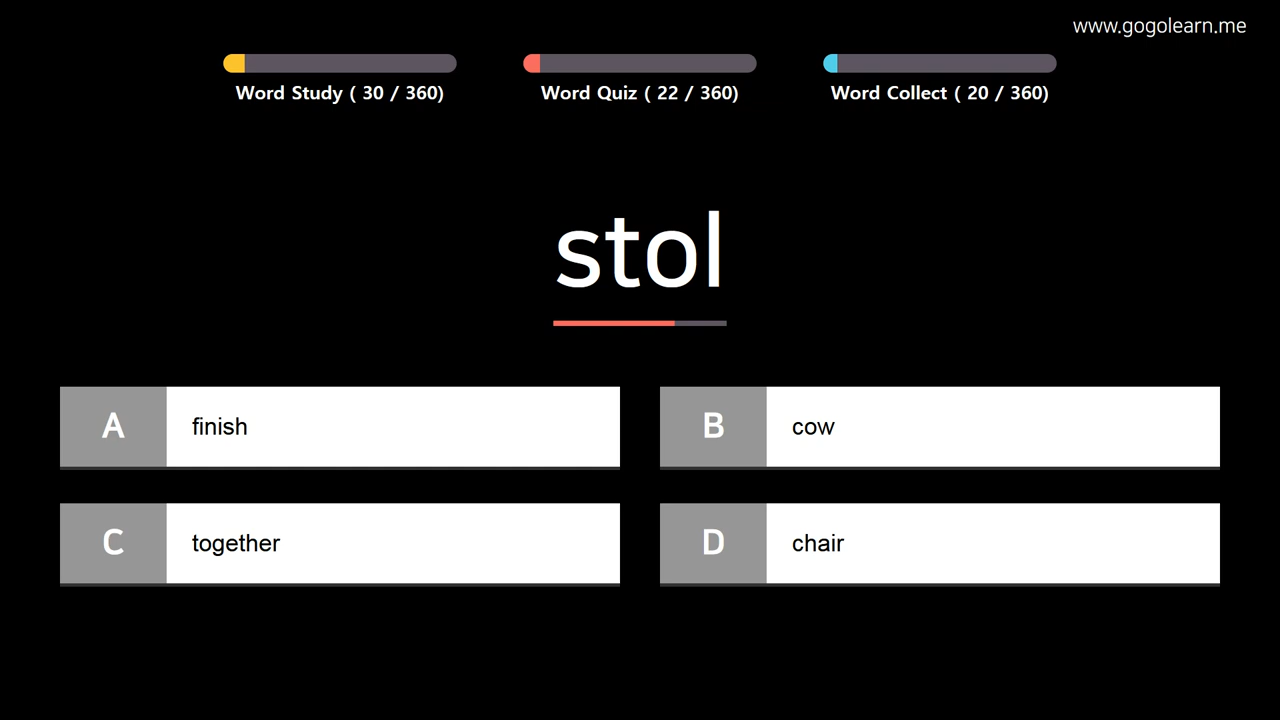 www.gogolearn.me
Word Study ( 30 / 360)
Word Quiz ( 22 / 360)
Word Collect ( 20 / 360)
stol
A finish
B cow
C together
D chair